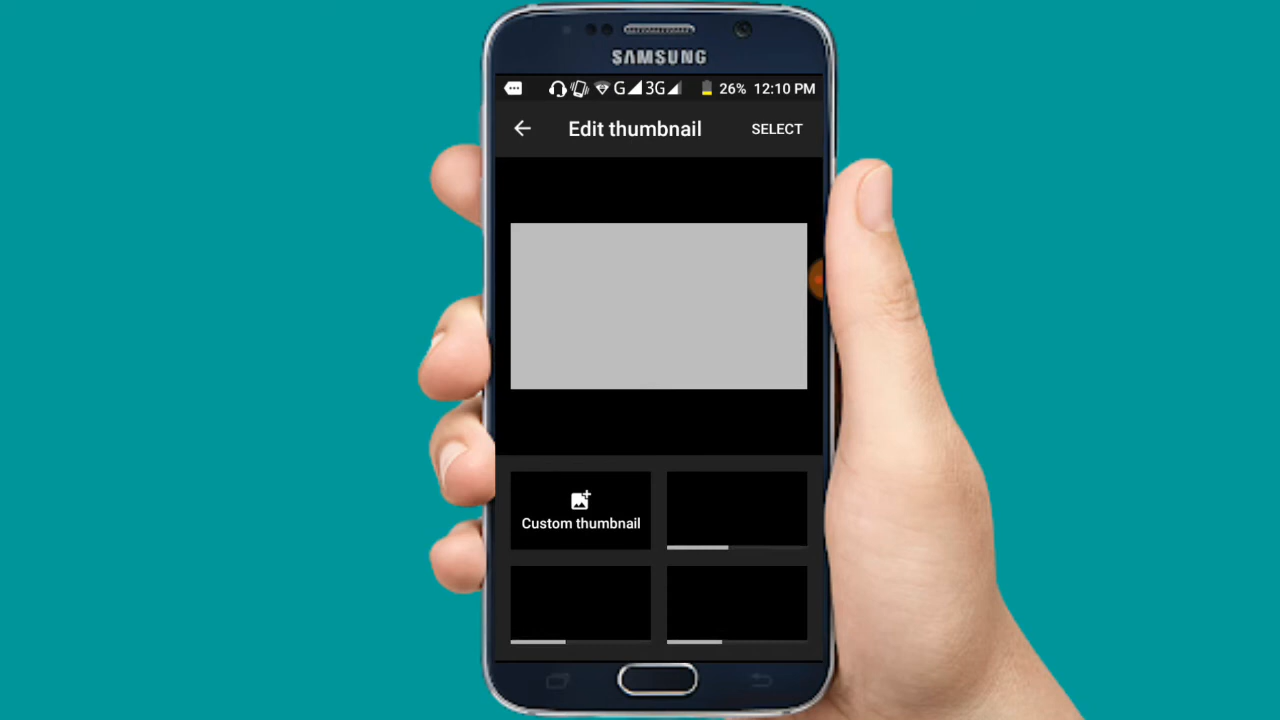 SAMSUNG
G 3G 26% 12:10 PM
Edit thumbnail SELECT
Custom thumbnail